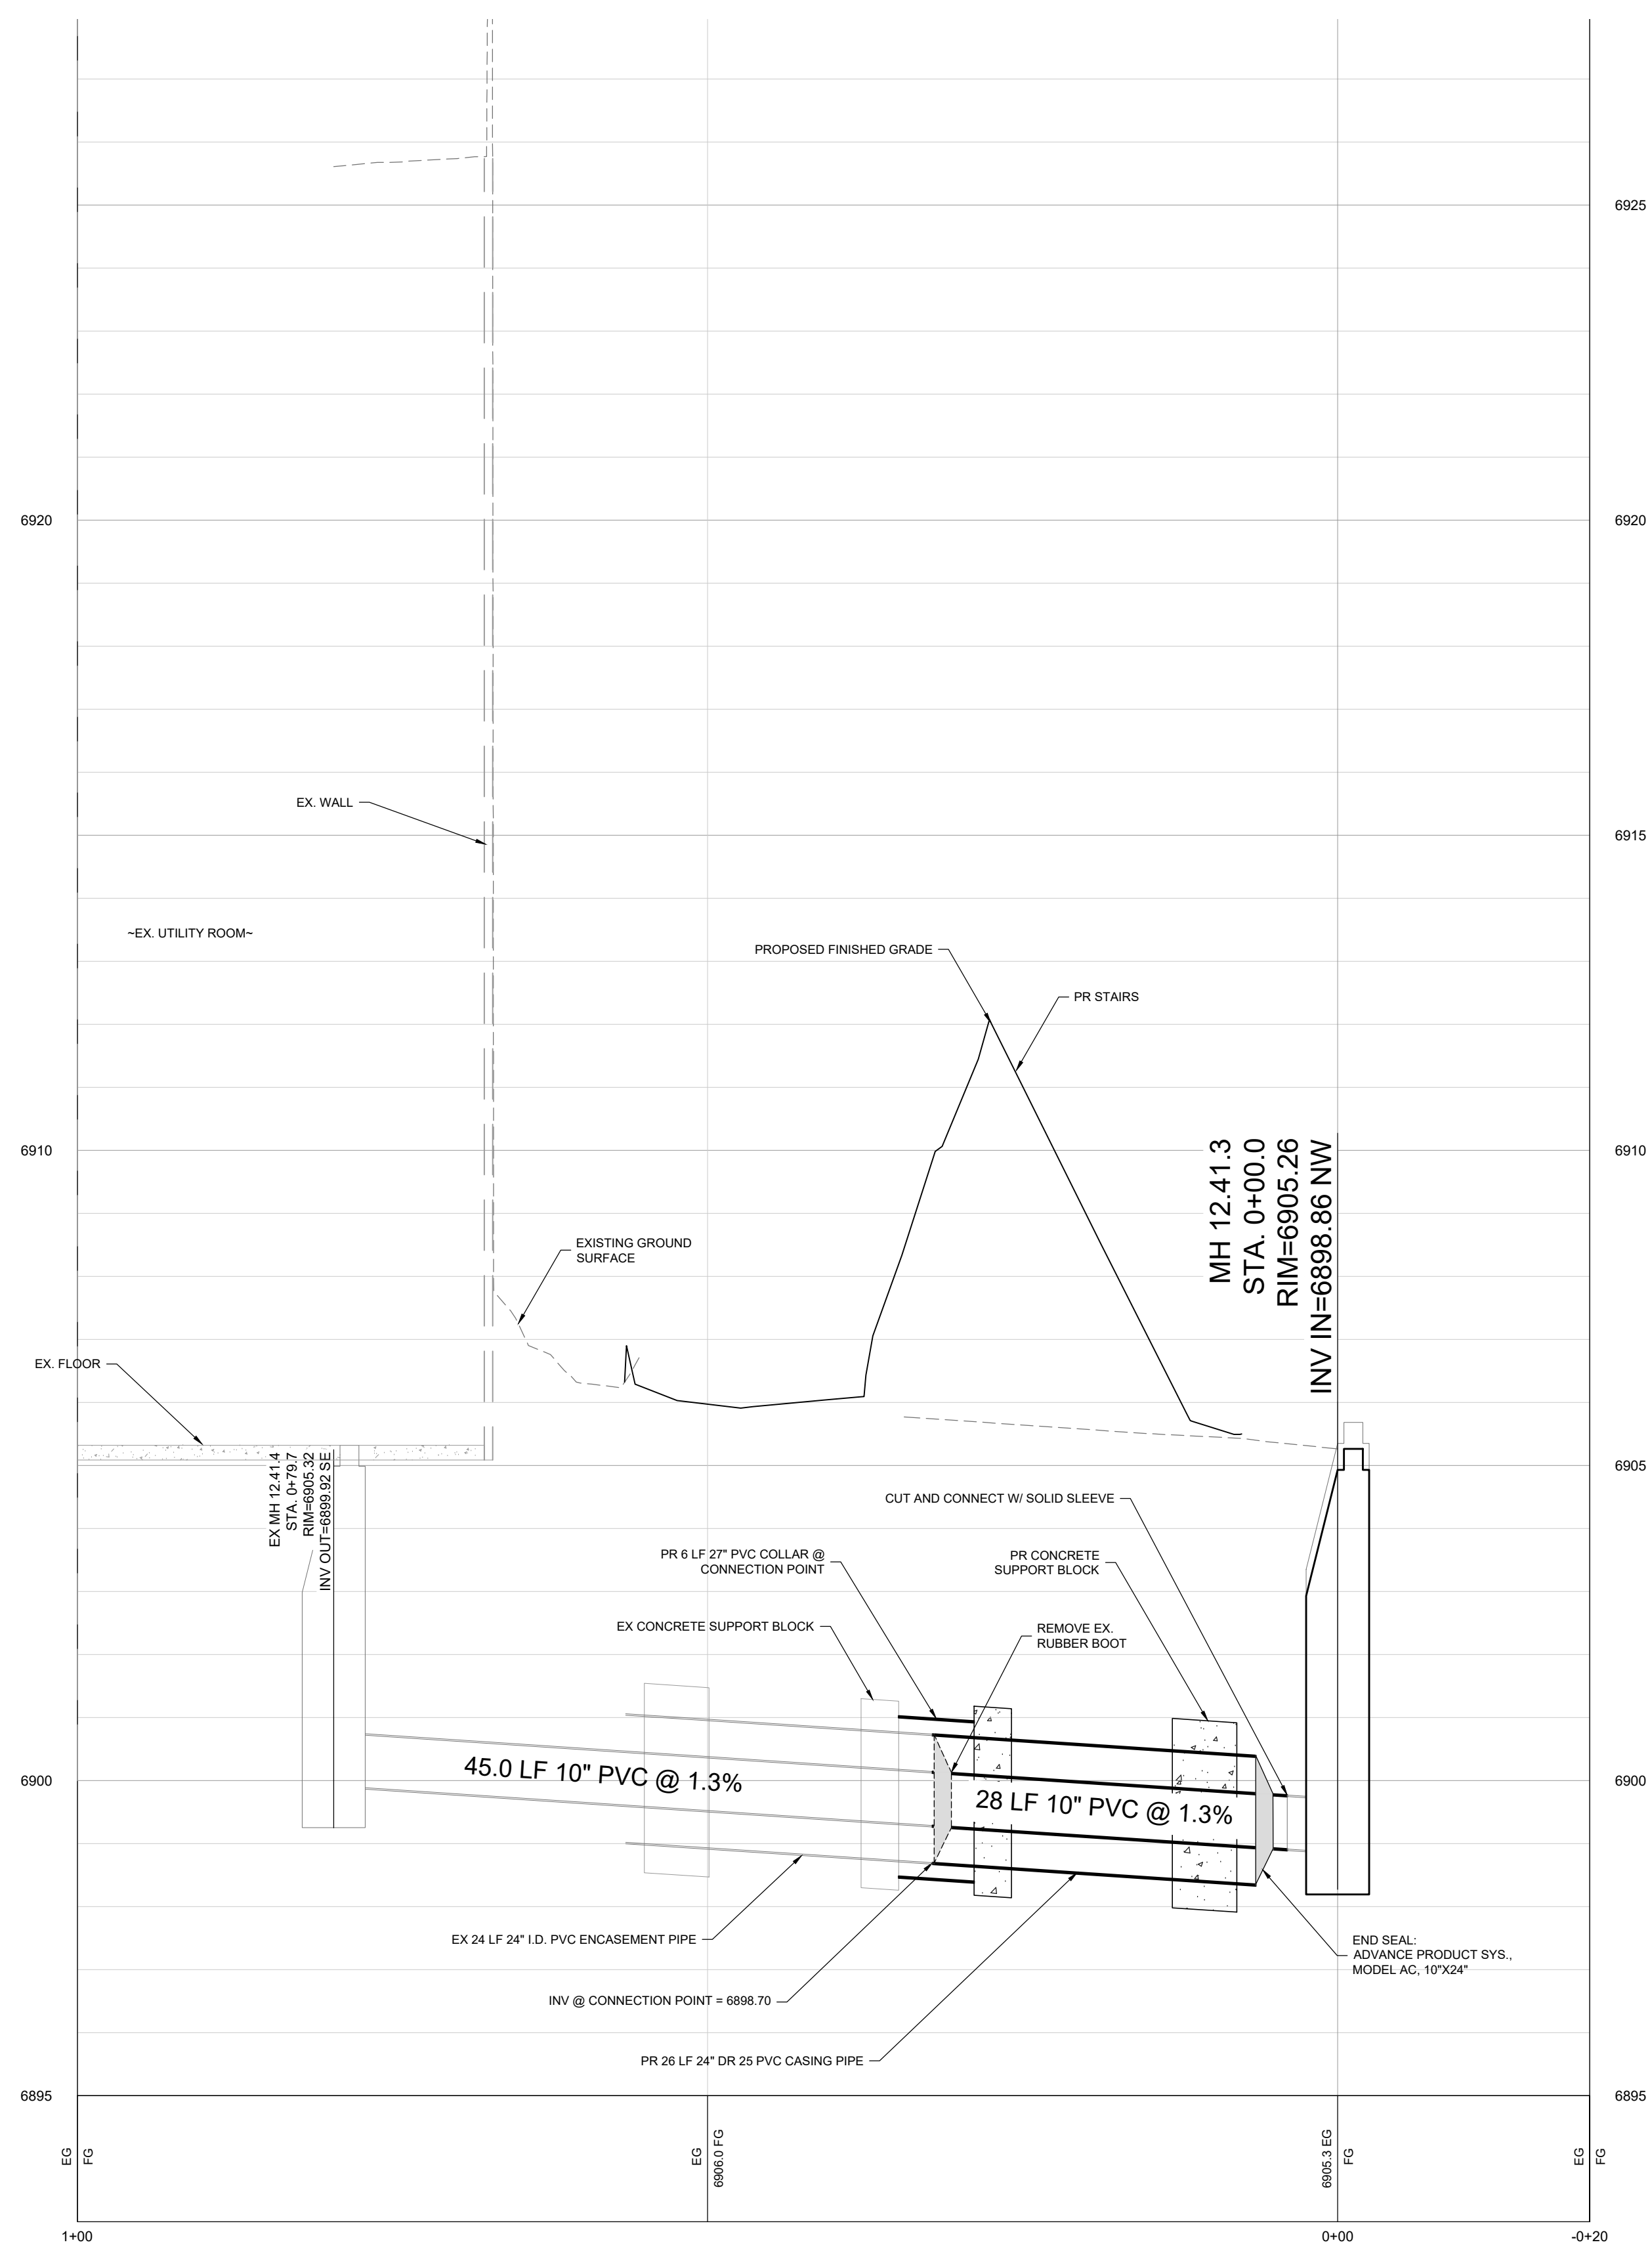 6925
6920
6920
EX. WALL
6915
~EX. UTILITY ROOM~
PROPOSED FINISHED GRADE
PR STAIRS
6910
6910
MH 12.41.3
STA. 0+00.0
RIM=6905.26
INV IN=6898.86 NW
EXISTING GROUND
SURFACE
EX. FLOOR
EX MH 12.41.4
STA. 0+79.7
RIM=6905.32
INV OUT=6899.92 SE
6905
CUT AND CONNECT W/ SOLID SLEEVE
PR 6 LF 27" PVC COLLAR @
CONNECTION POINT
PR CONCRETE
SUPPORT BLOCK
EX CONCRETE SUPPORT BLOCK
REMOVE EX.
RUBBER BOOT
6900
45.0 LF 10" PVC @ 1.3%
28 LF 10" PVC @ 1.3%
6900
EX 24 LF 24" I.D. PVC ENCASEMENT PIPE
END SEAL:
ADVANCE PRODUCT SYS.,
MODEL AC, 10"X24"
INV @ CONNECTION POINT = 6898.70
PR 26 LF 24" DR 25 PVC CASING PIPE
6895
6895
EG
FG
EG
6906.0 FG
6905.3 EG
FG
EG
FG
1+00
0+00
-0+20